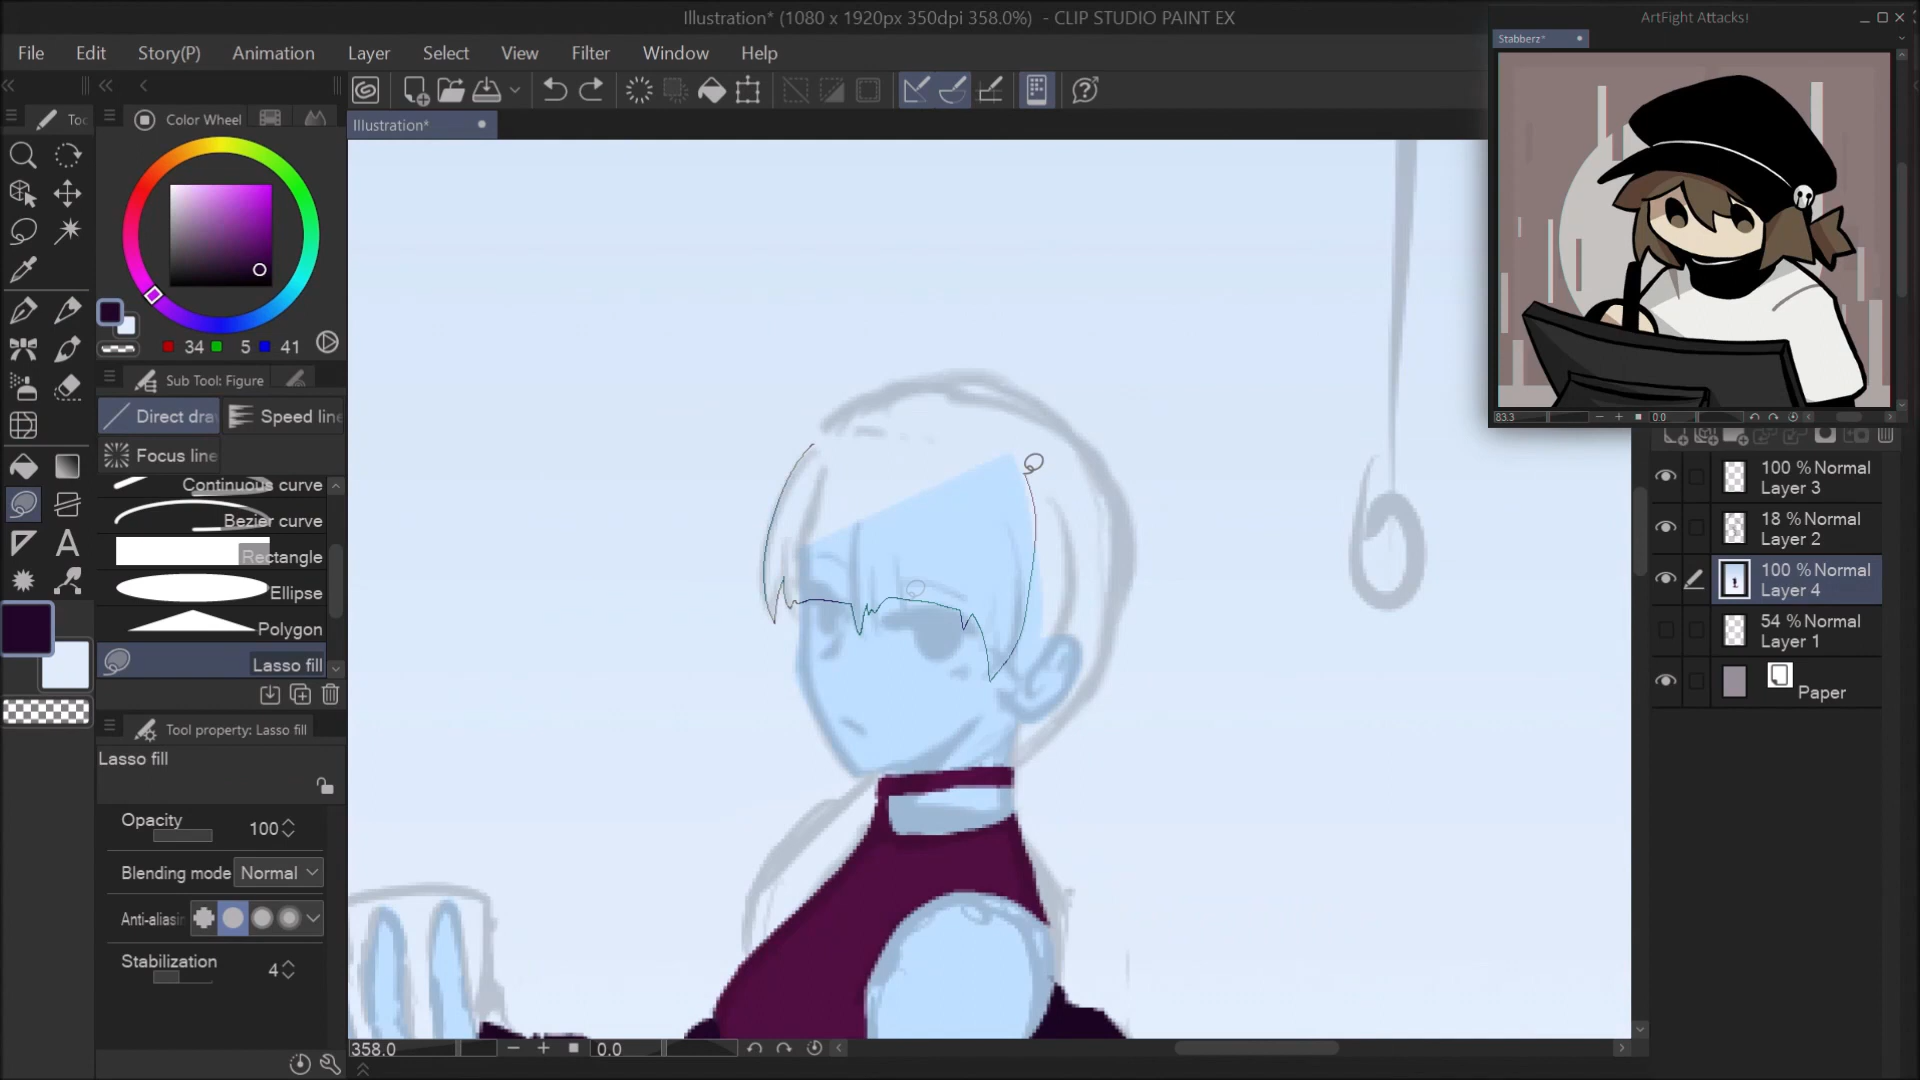 Illustration* (1080 x 1920px 350dpi 358.0%) - CLIP STUDIO PAINT EX
ArtFight Attacks!
Stabberz*
File Edit Story(P) Animation Layer Select View Filter Window Help
Color Wheel
Illustration*
34 5 41
Sub Tool: Figure
Direct dra
Speed line
Focus line
Continuous curve
Bezier curve
Rectangle
Ellipse
Polygon
Lasso fill
Tool property: Lasso fill
Lasso fill
Opacity 100
Blending mode Normal
Anti-aliasi
Stabilization 4
358.0 0.0
83.3 0.0
100 % Normal
Layer 3
18 % Normal
Layer 2
100 % Normal
Layer 4
54 % Normal
Layer 1
Paper